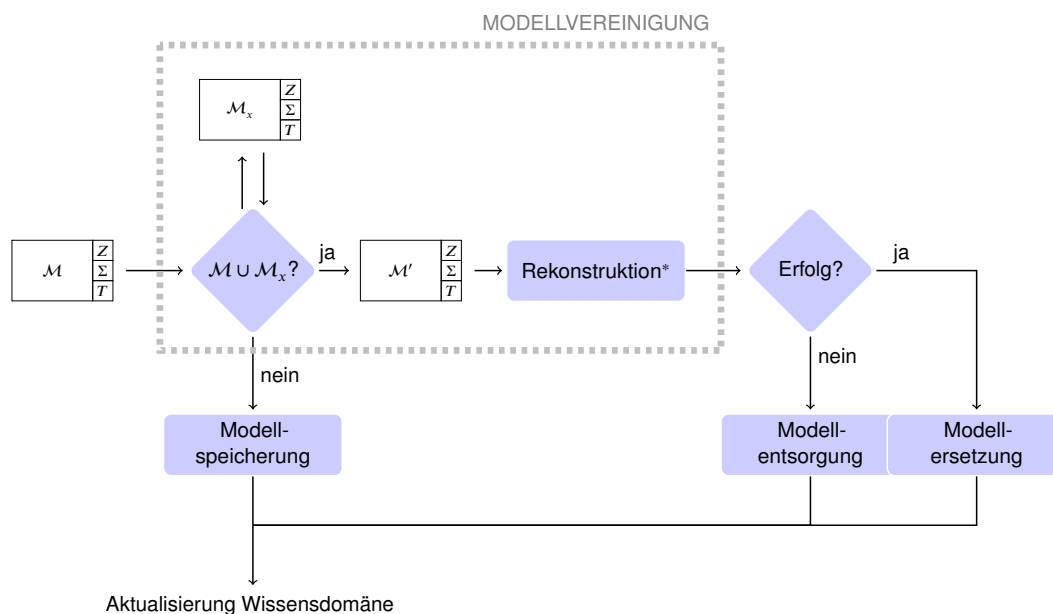 MODELLVEREINIGUNG
ℳₓ
Z
Σ
T
ℳ
Z
Σ
T
ℳ ∪ ℳₓ?
ja
ℳ′
Z
Σ
T
Rekonstruktion*
Erfolg?
ja
nein
nein
Modell-
speicherung
Modell-
entsorgung
Modell-
ersetzung
Aktualisierung Wissensdomäne